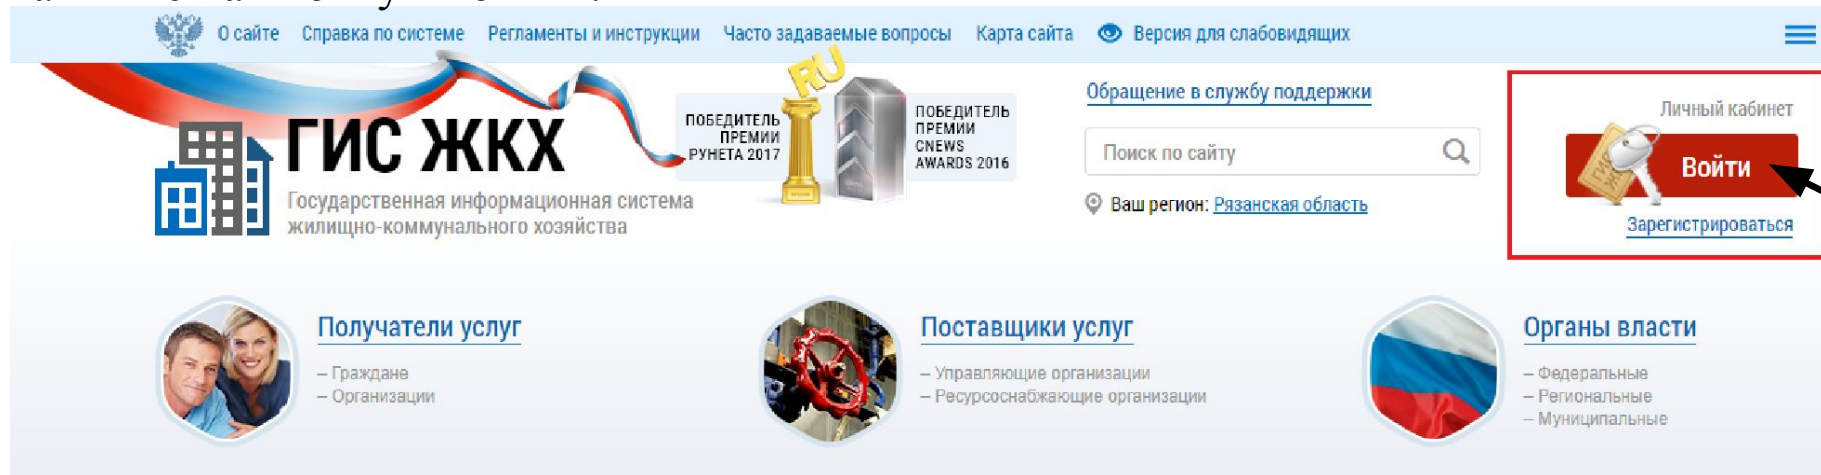 О сайте Справка по системе Регламенты и инструкции Часто задаваемые вопросы Карта сайта Версия для слабовидящих
ГИС ЖКХ
Государственная информационная система
жилищно-коммунального хозяйства
ПОБЕДИТЕЛЬ
ПРЕМИИ
РУНЕТА 2017
RU
ПОБЕДИТЕЛЬ
ПРЕМИИ
CNEWS
AWARDS 2016
Обращение в службу поддержки
Поиск по сайту
Ваш регион: Рязанская область
Личный кабинет
Войти
Зарегистрироваться
Получатели услуг
– Граждане
– Организации
Поставщики услуг
– Управляющие организации
– Ресурсоснабжающие организации
Органы власти
– Федеральные
– Региональные
– Муниципальные